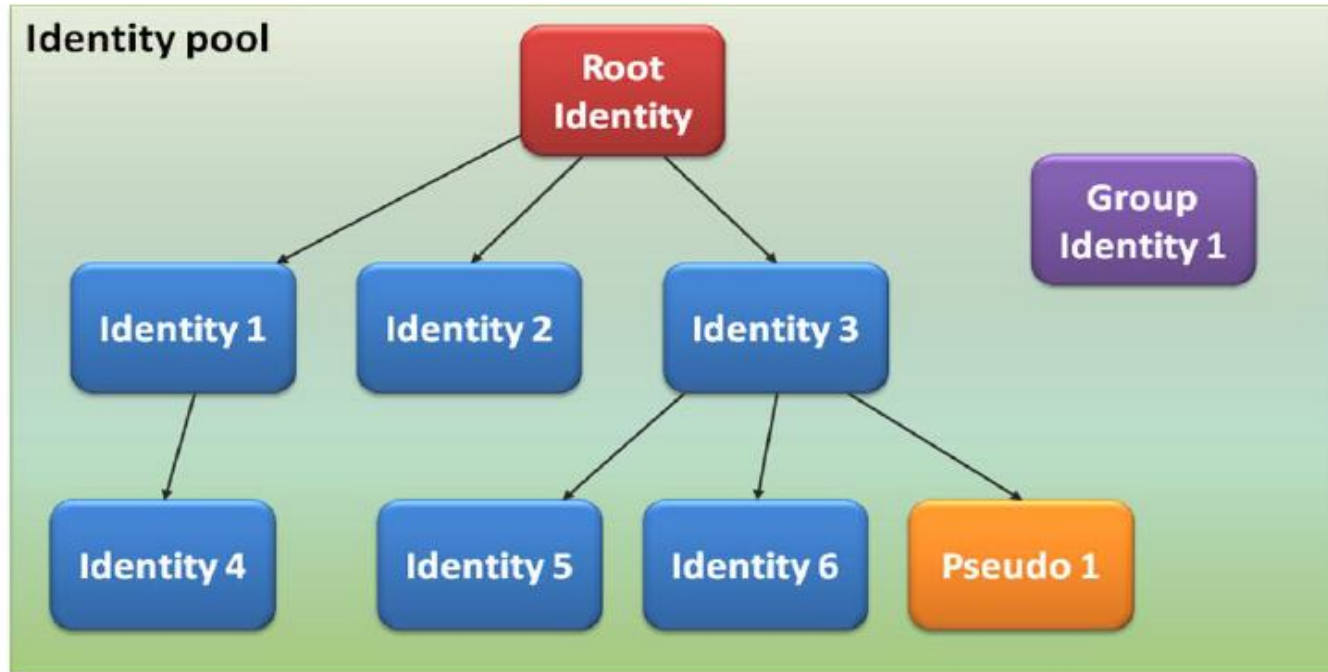 Identity pool
Root
Identity
Group
Identity 1
Identity 1
Identity 2
Identity 3
Identity 4
Identity 5
Identity 6
Pseudo 1